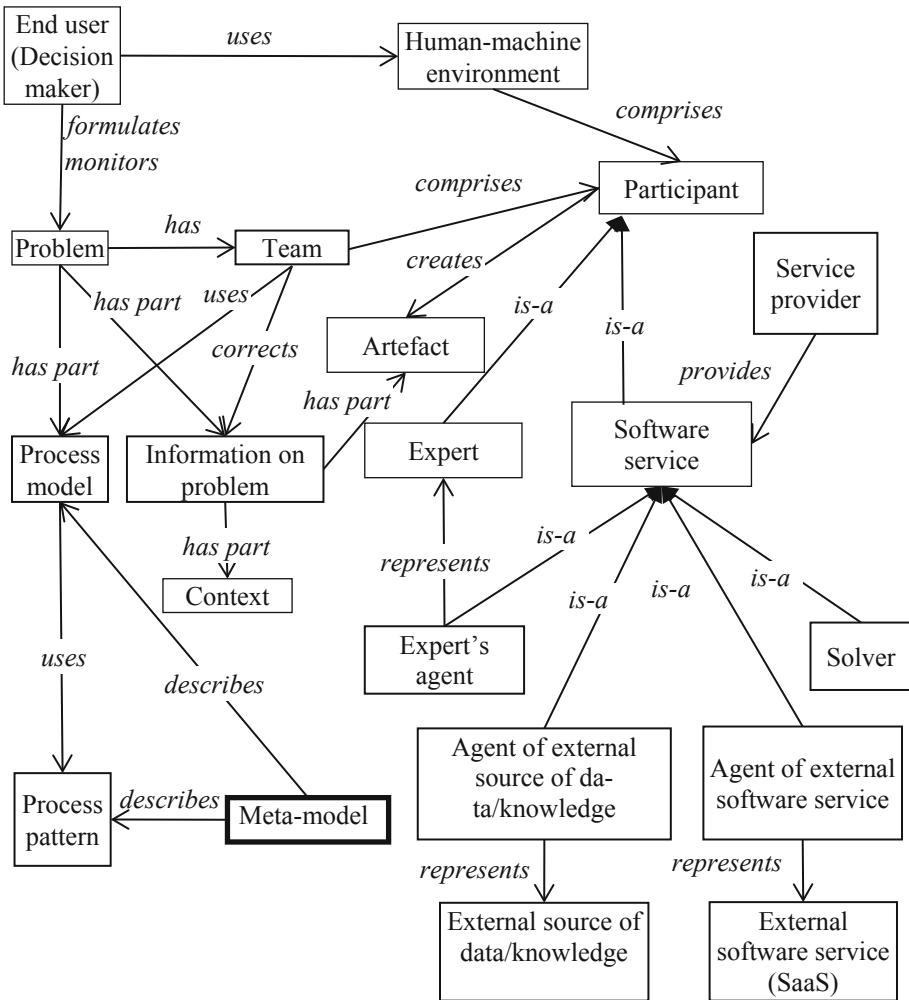 End user
(Decision
maker)
uses
Human-machine
environment
formulates
monitors
comprises
comprises
Participant
Problem
has
Team
Service
provider
creates
has part
uses
is-a
is-a
Artefact
corrects
provides
has part
has part
Process
model
Information on
problem
Expert
Software
service
has part
represents
is-a
Context
is-a
is-a
is-a
Expert's
agent
Solver
uses
describes
Agent of external
source of da-
ta/knowledge
Agent of external
software service
Process
pattern
describes
Meta-model
represents
represents
External source of
data/knowledge
External
software service
(SaaS)